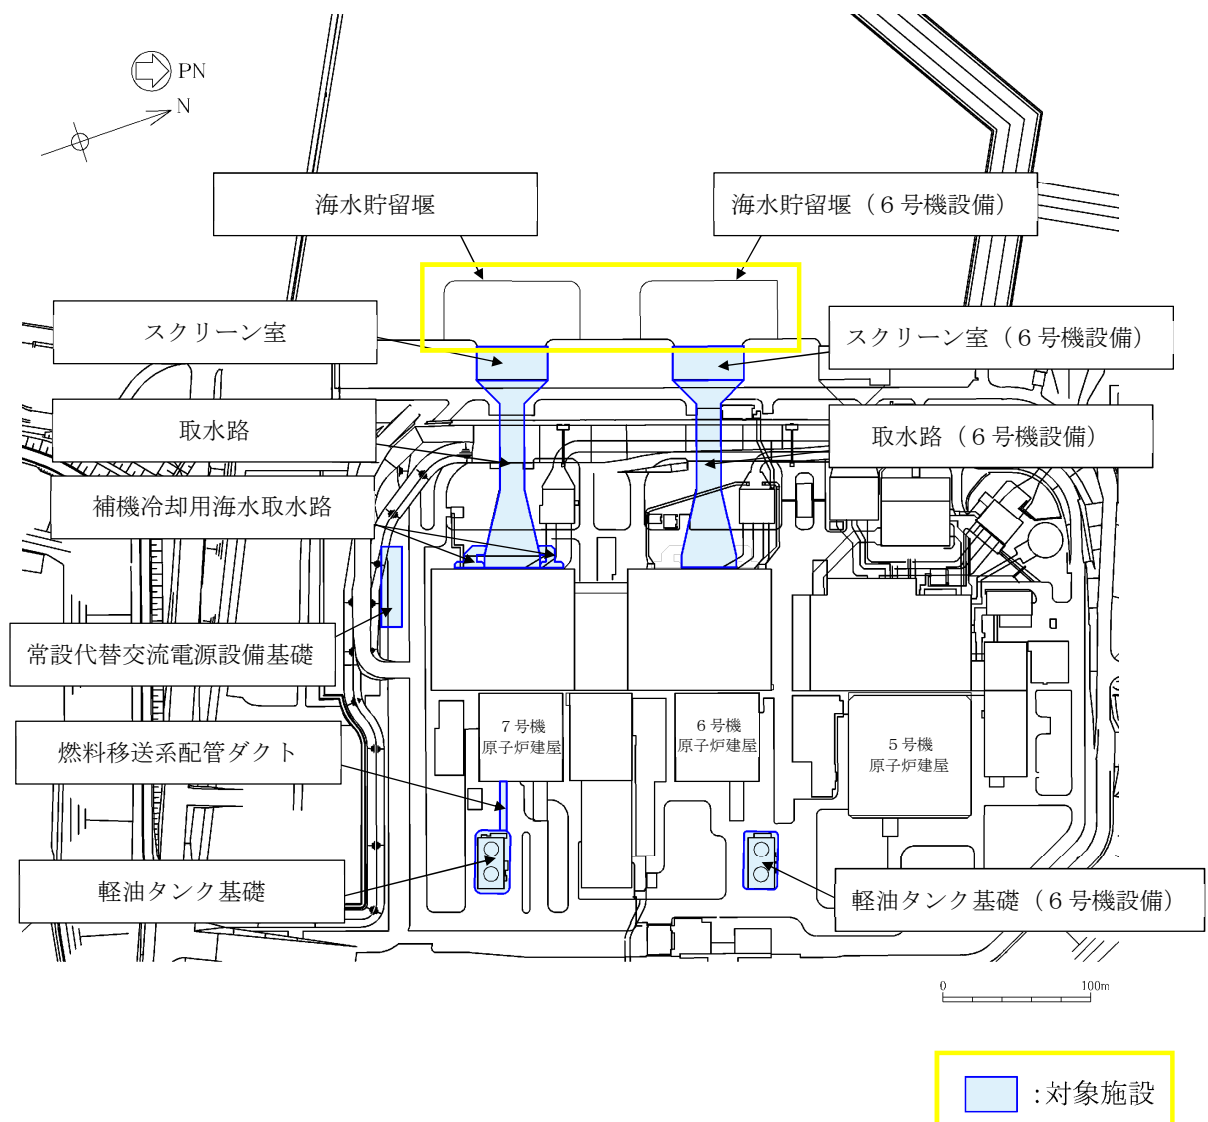 PN
N
海水貯留堰
海水貯留堰（６号機設備）
スクリーン室
スクリーン室（６号機設備）
取水路
取水路（６号機設備）
補機冷却用海水取水路
常設代替交流電源設備基礎
７号機
原子炉建屋
６号機
原子炉建屋
５号機
原子炉建屋
燃料移送系配管ダクト
軽油タンク基礎
軽油タンク基礎（６号機設備）
0 100m
：対象施設